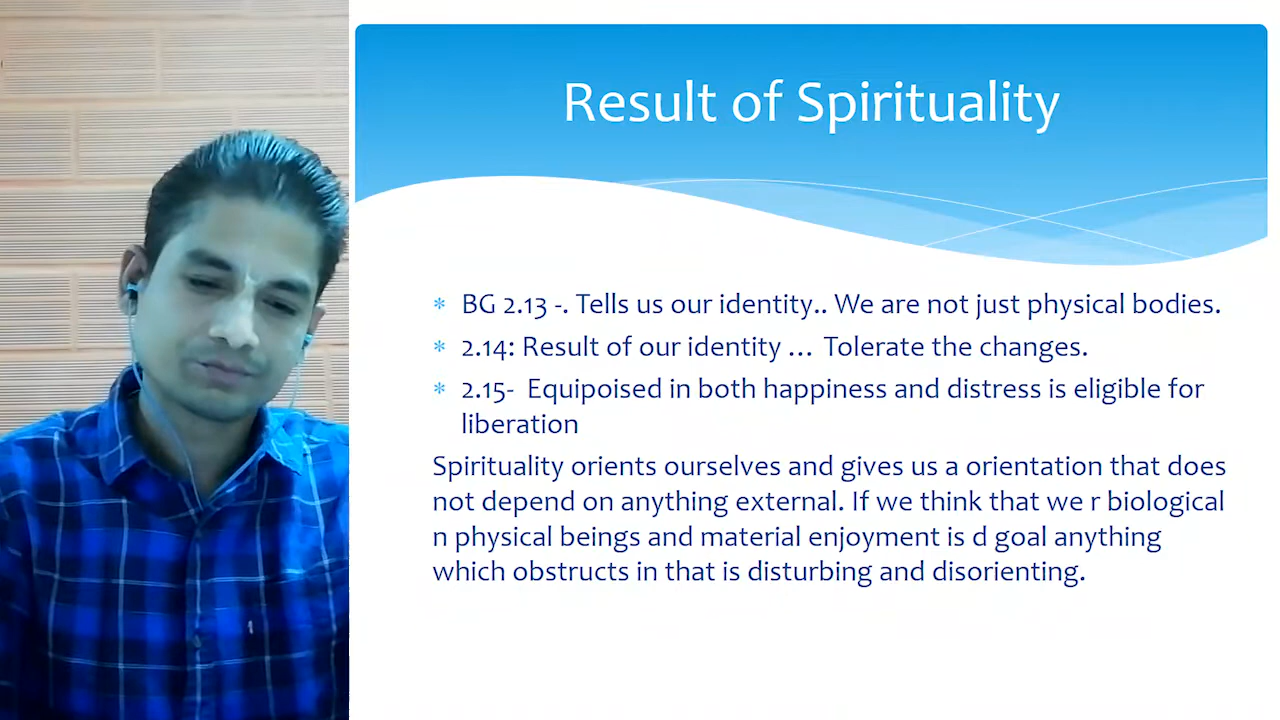 Result of Spirituality
* BG 2.13 -. Tells us our identity.. We are not just physical bodies.
* 2.14: Result of our identity … Tolerate the changes.
* 2.15- Equipoised in both happiness and distress is eligible for
liberation
Spirituality orients ourselves and gives us a orientation that does
not depend on anything external. If we think that we r biological
n physical beings and material enjoyment is d goal anything
which obstructs in that is disturbing and disorienting.